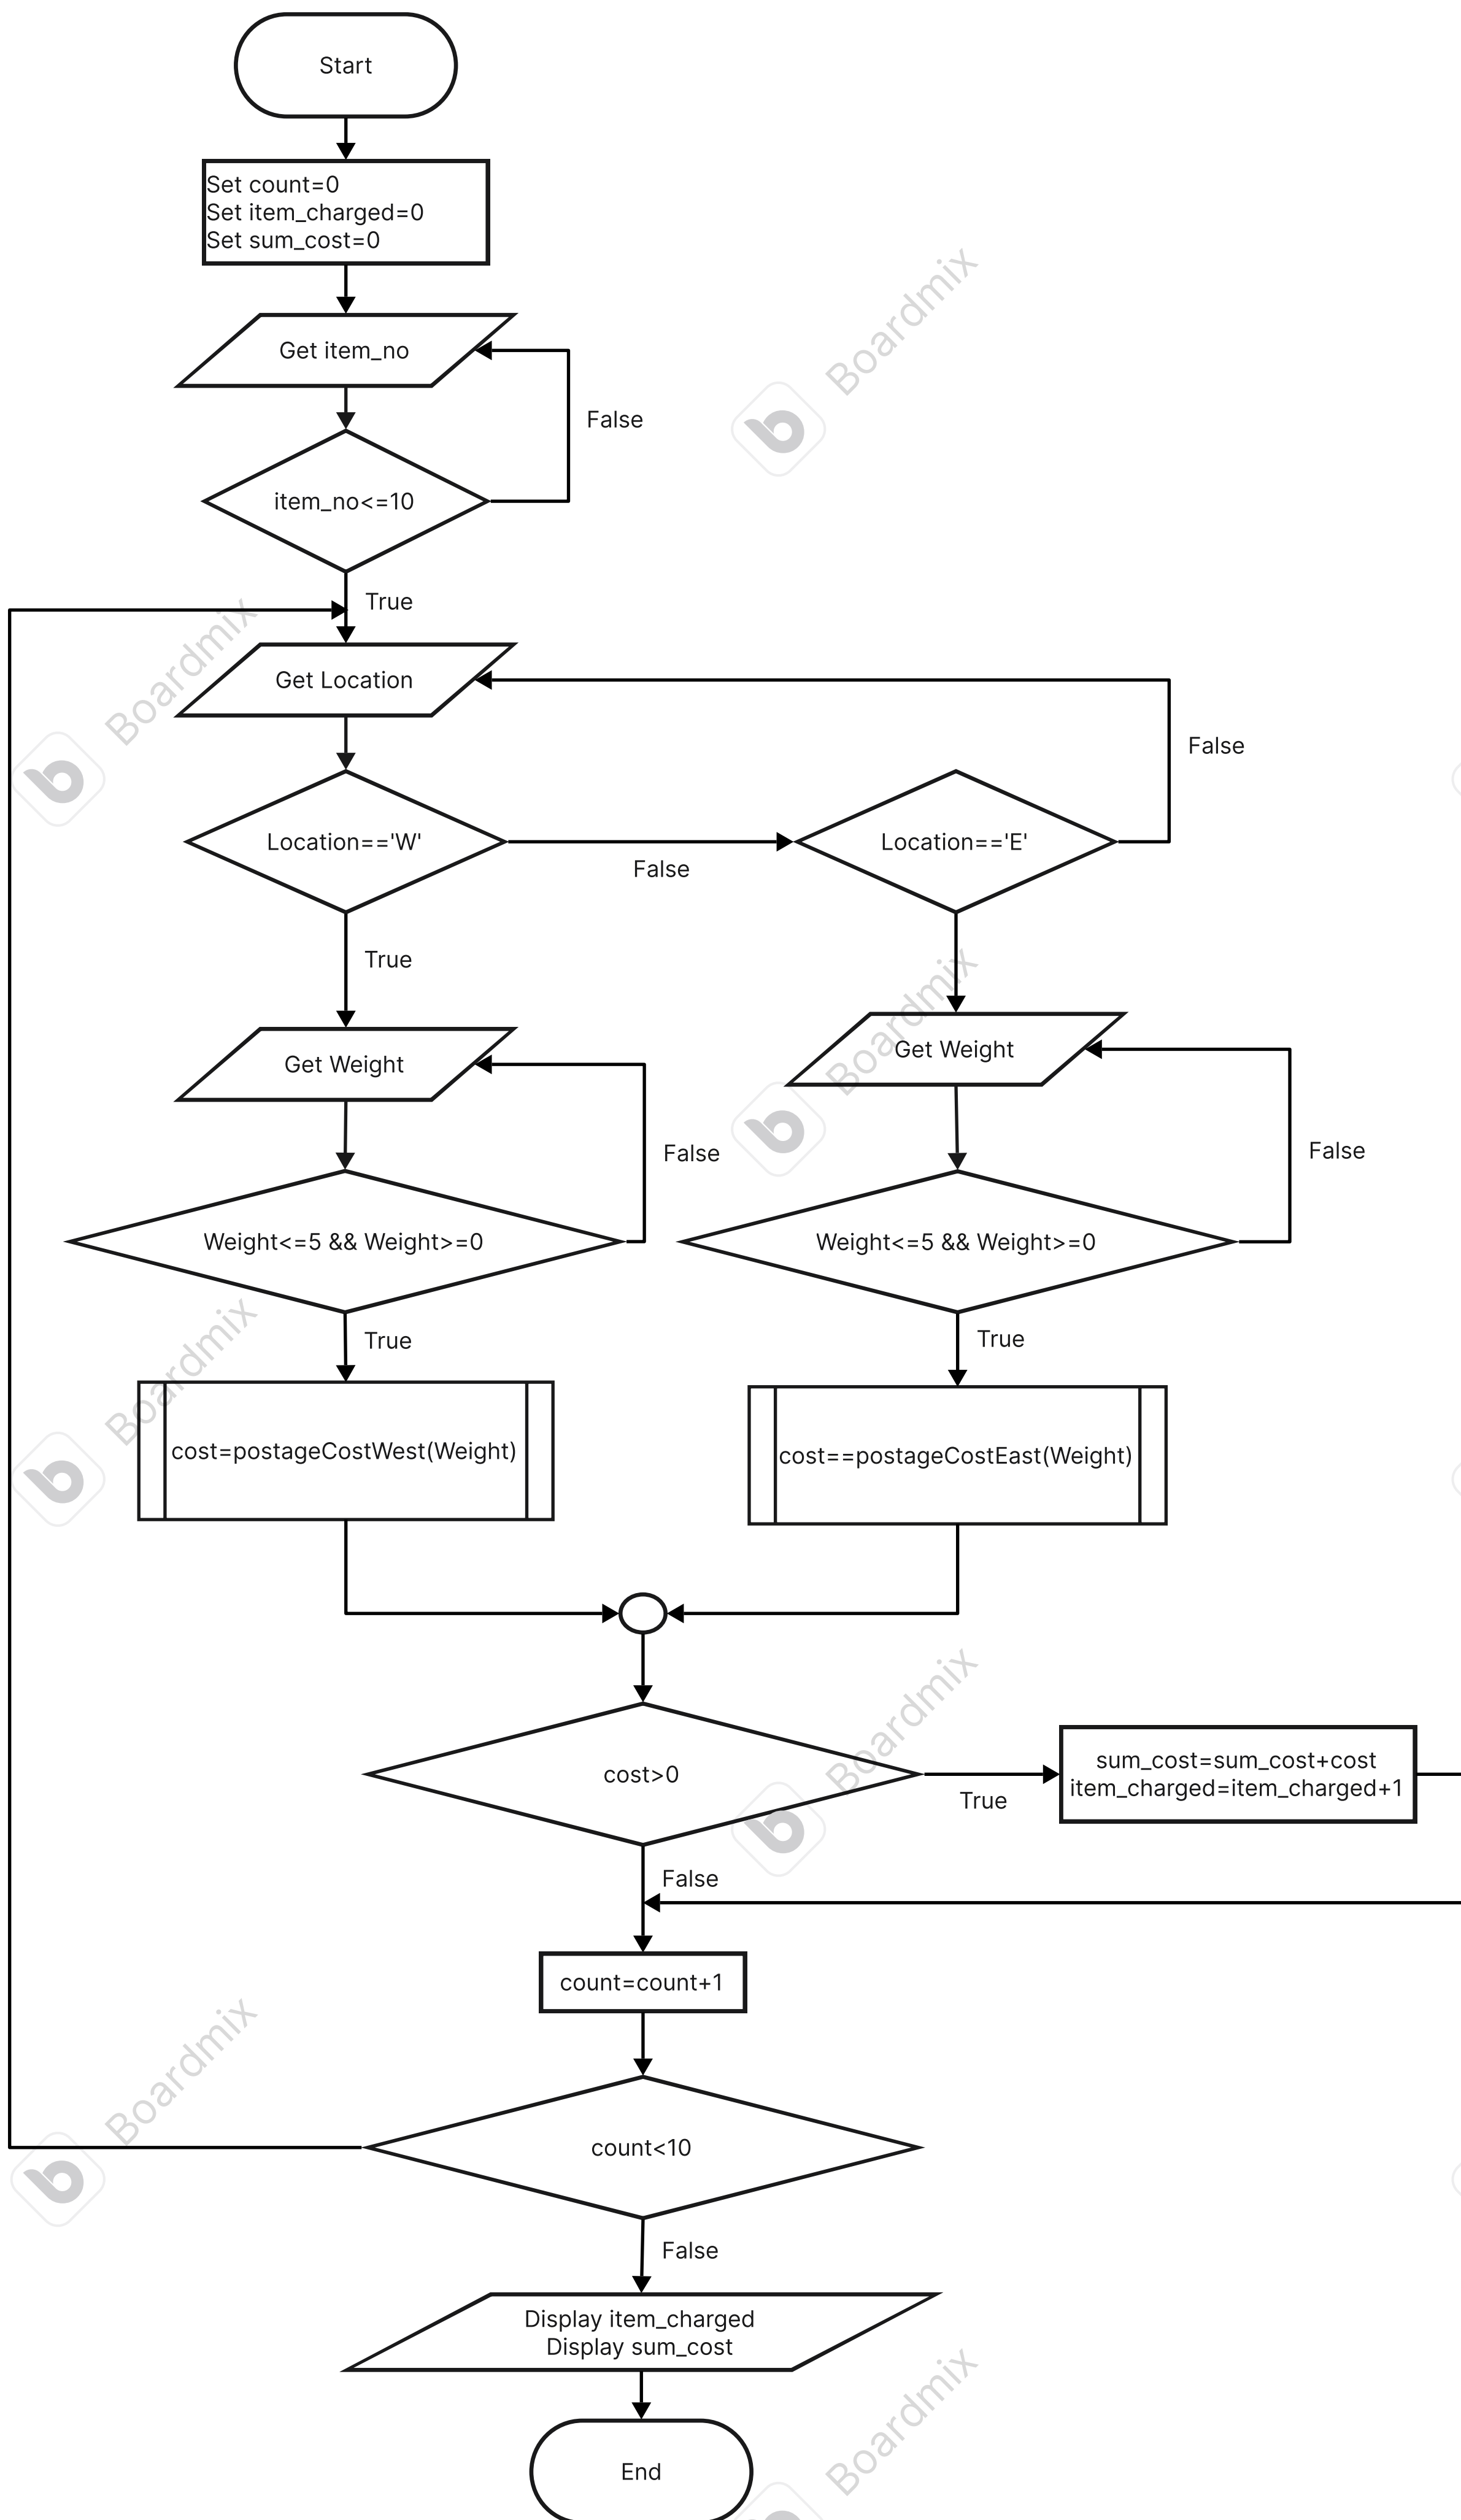 Start
Set count=0
Set item_charged=0
Set sum_cost=0
Boardmix
Get item_no
False
item_no<=10
True
Boardmix
Get Location
False
Location=='W'
Location=='E'
False
True
Boardmix
Get Weight
Get Weight
False
False
Weight<=5 && Weight>=0
Weight<=5 && Weight>=0
True
True
Boardmix
cost=postageCostWest(Weight)
cost==postageCostEast(Weight)
Boardmix
cost>0
sum_cost=sum_cost+cost
item_charged=item_charged+1
True
False
count=count+1
Boardmix
count<10
False
Display item_charged
Display sum_cost
Boardmix
End